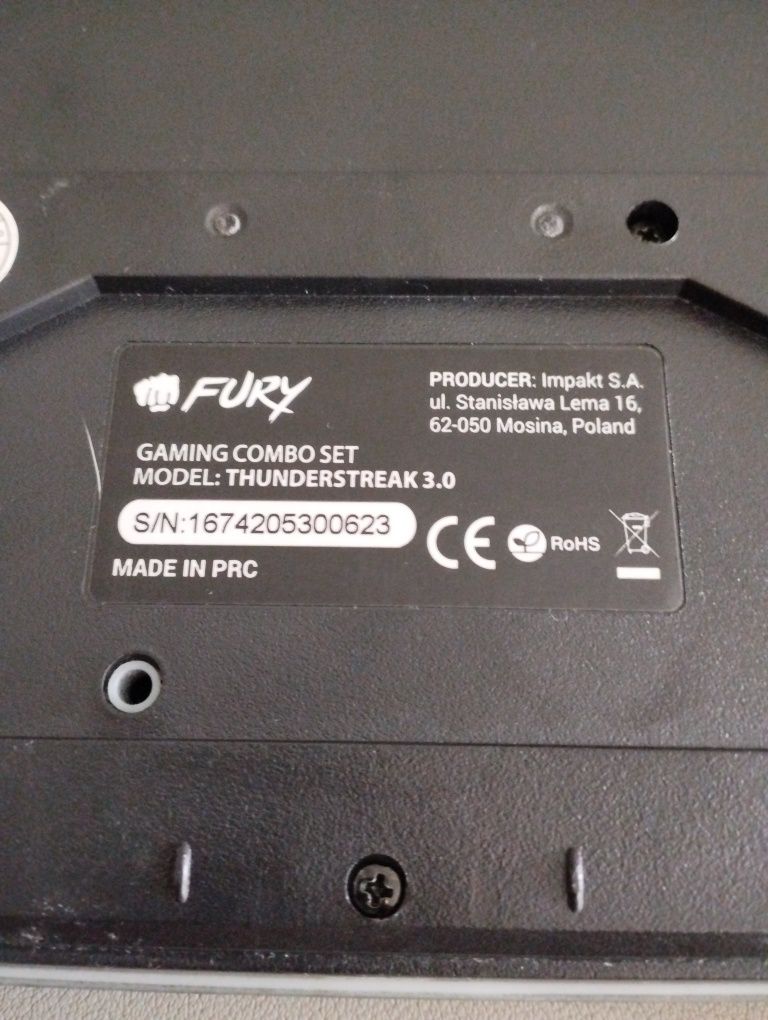 FURY
PRODUCER: Impakt S.A.
ul. Stanisława Lema 16,
62-050 Mosina, Poland
GAMING COMBO SET
MODEL: THUNDERSTREAK 3.0
S/N:1674205300623
CE
RoHS
MADE IN PRC